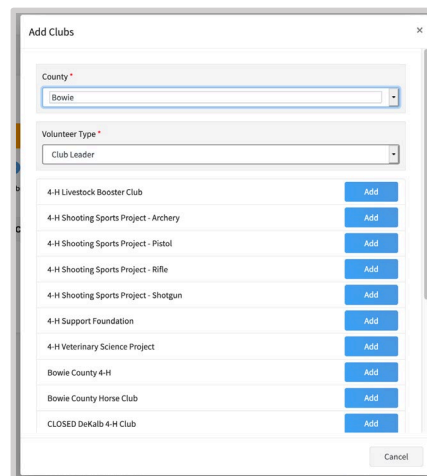 Add Clubs ×
County *
Bowie
Volunteer Type *
Club Leader
4-H Livestock Booster Club Add
4-H Shooting Sports Project - Archery Add
4-H Shooting Sports Project - Pistol Add
4-H Shooting Sports Project - Rifle Add
4-H Shooting Sports Project - Shotgun Add
4-H Support Foundation Add
4-H Veterinary Science Project Add
Bowie County 4-H Add
Bowie County Horse Club Add
CLOSED DeKalb 4-H Club Add
Cancel